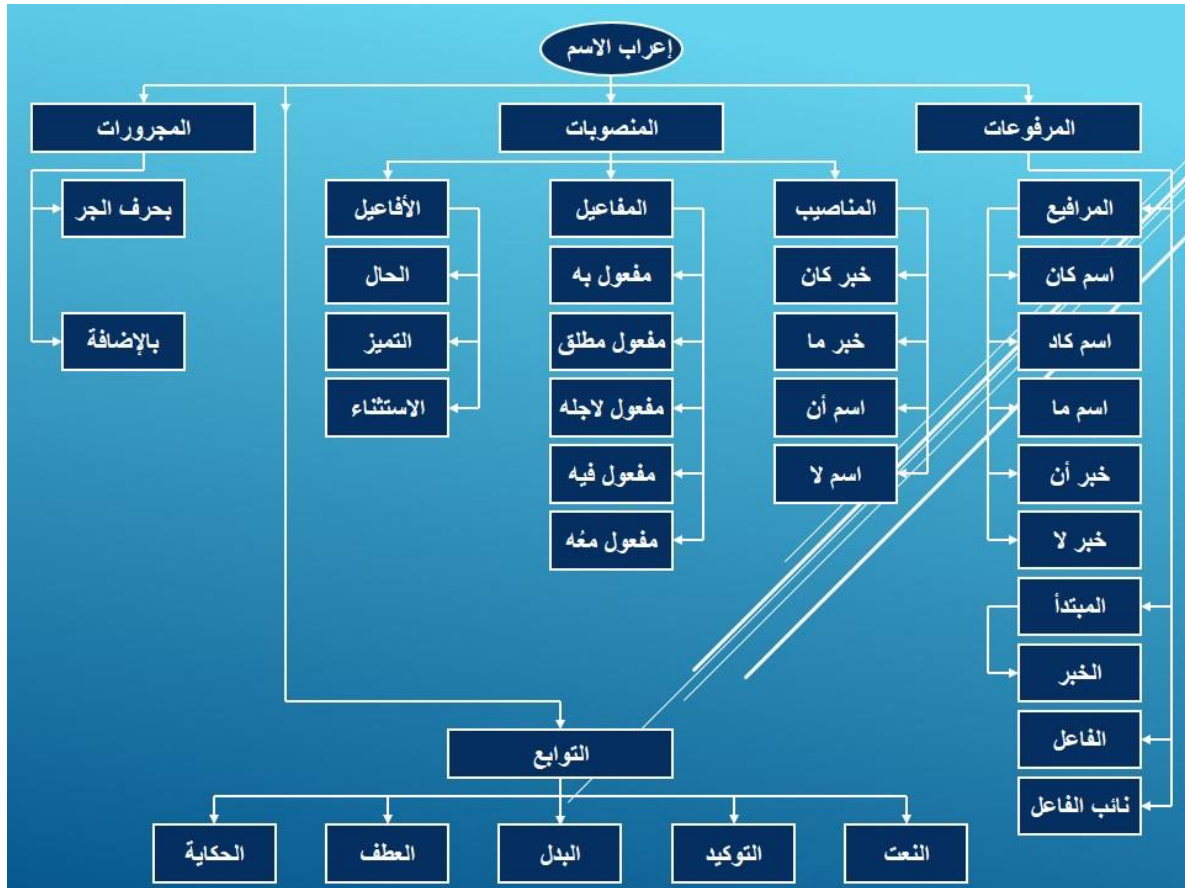 إعراب الاسم
المرفوعات
المنصوبات
المجرورات
المرافيع
اسم كان
اسم كاد
اسم ما
خبر أن
خبر لا
المبتدأ
الخبر
الفاعل
نائب الفاعل
المناصيب
خبر كان
خبر ما
اسم أن
اسم لا
المفاعيل
مفعول به
مفعول مطلق
مفعول لاجله
مفعول فيه
مفعول معُه
الأفاعيل
الحال
التميز
الاستثناء
بحرف الجر
بالإضافة
التوابع
النعت
التوكيد
البدل
العطف
الحكاية